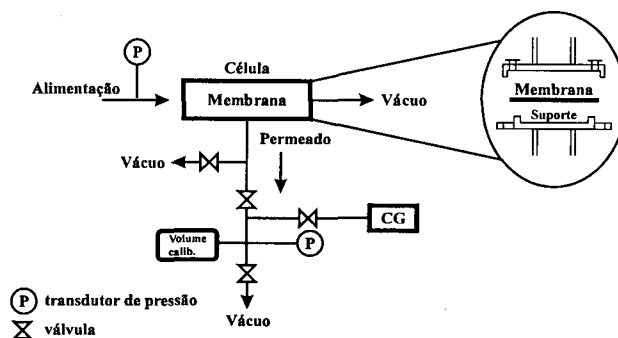 P
Célula
Alimentação
Membrana
Vácuo
Permeado
Vácuo
CG
Volume
calib.
P
Vácuo
Membrana
Suporte
P transdutor de pressão
válvula